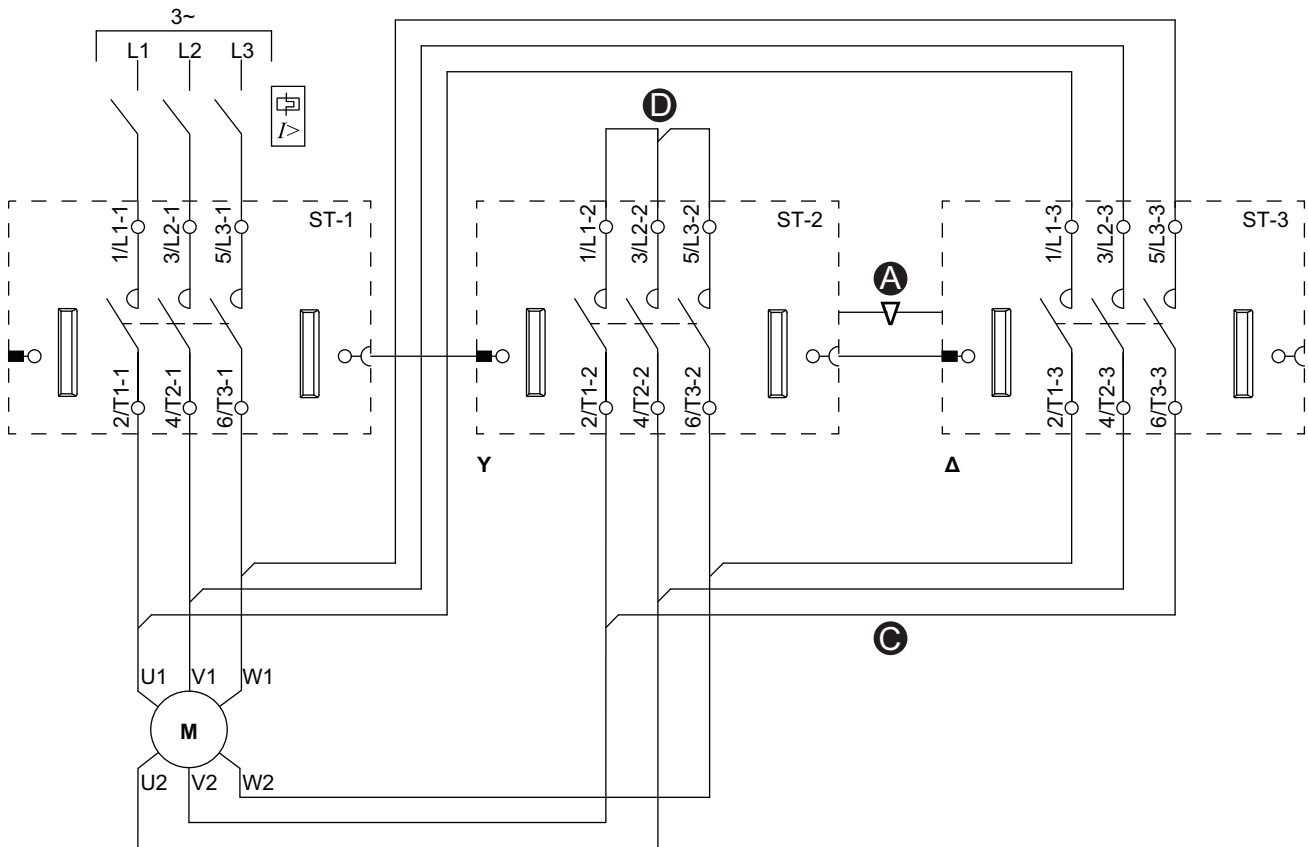 3~
L1 L2 L3
I>
D
ST-1
ST-2
ST-3
1/L1-1 3/L2-1 5/L3-1
1/L1-2 3/L2-2 5/L3-2
1/L1-3 3/L2-3 5/L3-3
A
2/T1-1 4/T2-1 6/T3-1
2/T1-2 4/T2-2 6/T3-2
2/T1-3 4/T2-3 6/T3-3
Y
Δ
C
U1 V1 W1
M
U2 V2 W2